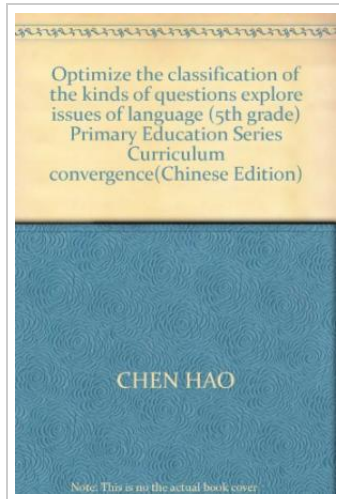 Optimize the classification of
the kinds of questions explore
issues of language (5th grade)
Primary Education Series
Curriculum
convergence(Chinese Edition)
CHEN HAO
Note: This is no the actual book cover